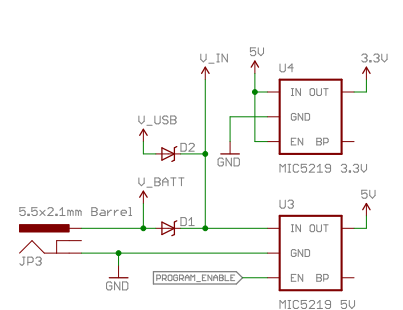 V_IN
5V
3.3V
U4
IN OUT
GND
EN BP
MIC5219 3.3V
GND
V_USB
D2
V_BATT
D1
5.5x2.1mm Barrel
JP3
GND
PROGRAM_ENABLE
U3
5V
IN OUT
GND
EN BP
MIC5219 5V